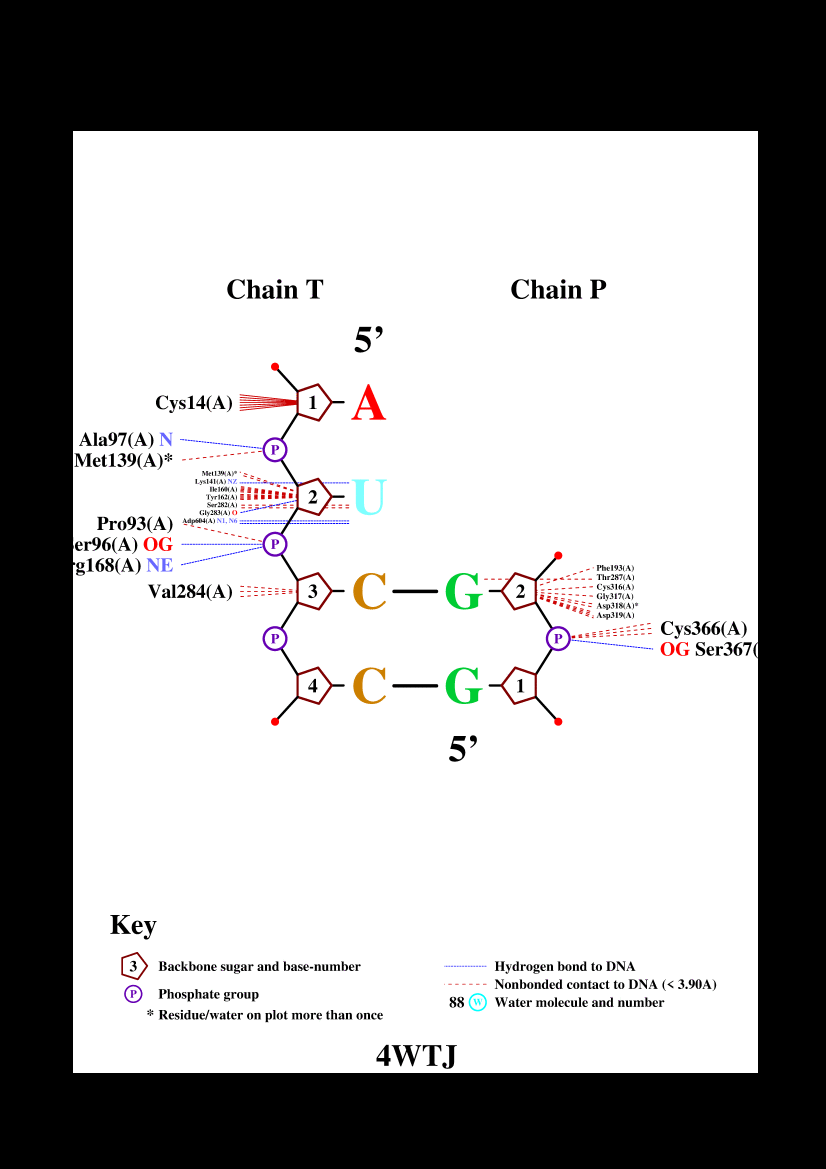 Chain T Chain P
5’
1 A
Cys14(A)
Ala97(A) N
P
Met139(A)*
Met139(A)*
Lys141(A) NZ
Ile160(A)
Tyr162(A)
Ser282(A)
Gly283(A) O
Adp604(A) N1, N6
2 U
Pro93(A)
er96(A) OG
P
rg168(A) NE
Val284(A)
3 C G 2
Phe193(A)
Thr287(A)
Cys316(A)
Gly317(A)
Asp318(A)*
Asp319(A)
P P
Cys366(A)
OG Ser367(
4 C G 1
5’
Key
3 Backbone sugar and base-number
P Phosphate group
* Residue/water on plot more than once
Hydrogen bond to DNA
Nonbonded contact to DNA (< 3.90A)
88 W Water molecule and number
4WTJ